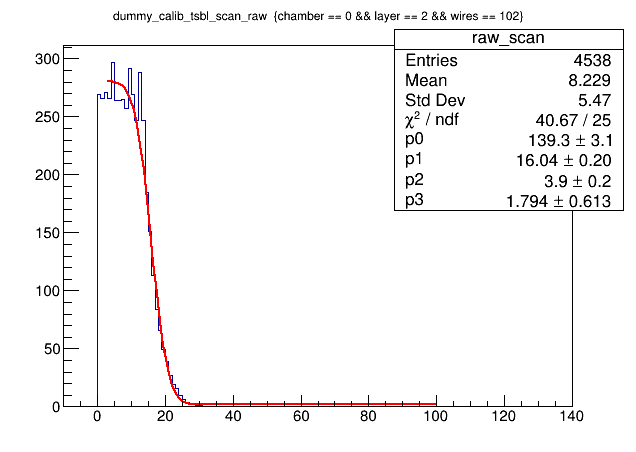 dummy_calib_tsbl_scan_raw {chamber == 0 && layer == 2 && wires == 102}
raw_scan
Entries 4538
Mean 8.229
Std Dev 5.47
χ² / ndf 40.67 / 25
p0 139.3 ± 3.1
p1 16.04 ± 0.20
p2 3.9 ± 0.2
p3 1.794 ± 0.613
300
250
200
150
100
50
0
0 20 40 60 80 100 120 140